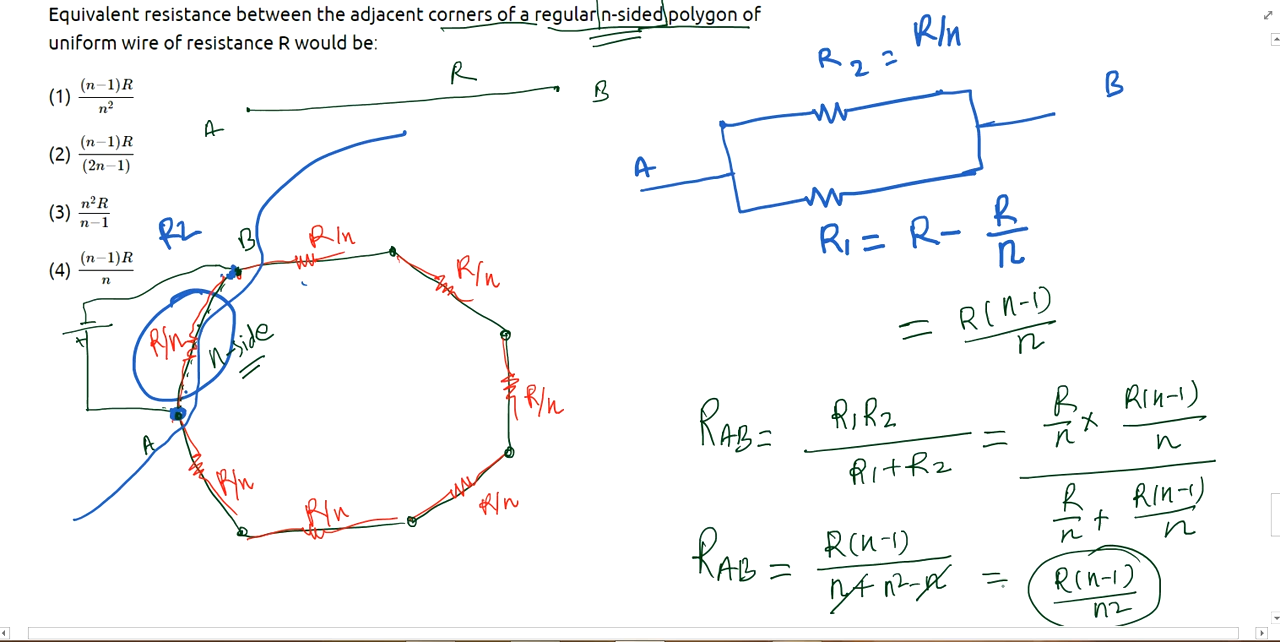 Equivalent resistance between the adjacent corners of a regular n-sided polygon of
uniform wire of resistance R would be:
(1) (n−1)R / n²
(2) (n−1)R / (2n−1)
(3) n²R / n−1
(4) (n−1)R / n
R
A
B
R2
B
R/n
R/n
R/n
n-side
+
R/n
A
R/n
R/n
R/n
R2 = R/n
B
A
R1 = R - R/n
= R(n-1) / n
RAB = R1R2 / R1+R2 = R/n × R(n-1)/n / R/n + R(n-1)/n
RAB = R(n-1) / n+n²-n = R(n-1) / n2